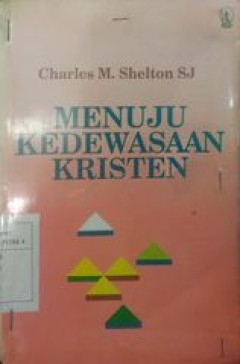 Charles M. Shelton SJ
MENUJU
KEDEWASAAN
KRISTEN